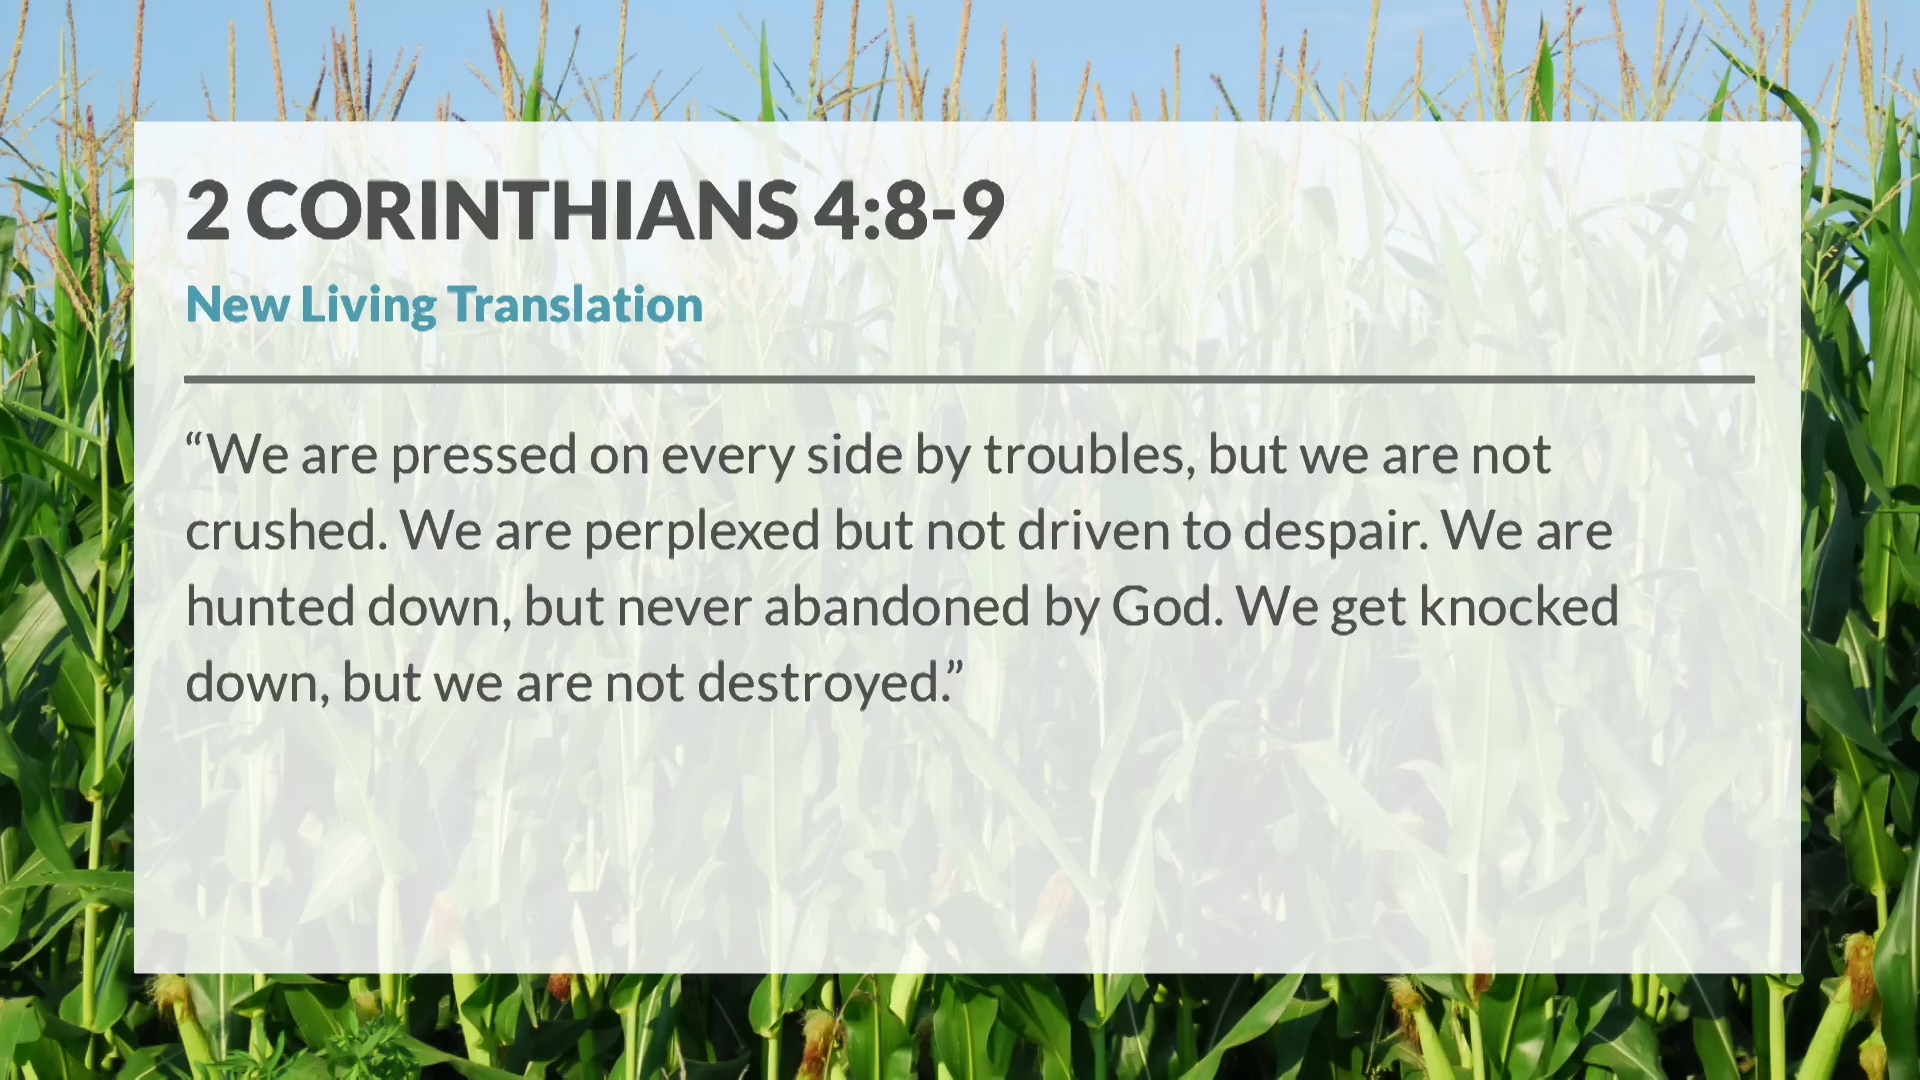 2 CORINTHIANS 4:8-9
New Living Translation
“We are pressed on every side by troubles, but we are not
crushed. We are perplexed but not driven to despair. We are
hunted down, but never abandoned by God. We get knocked
down, but we are not destroyed.”